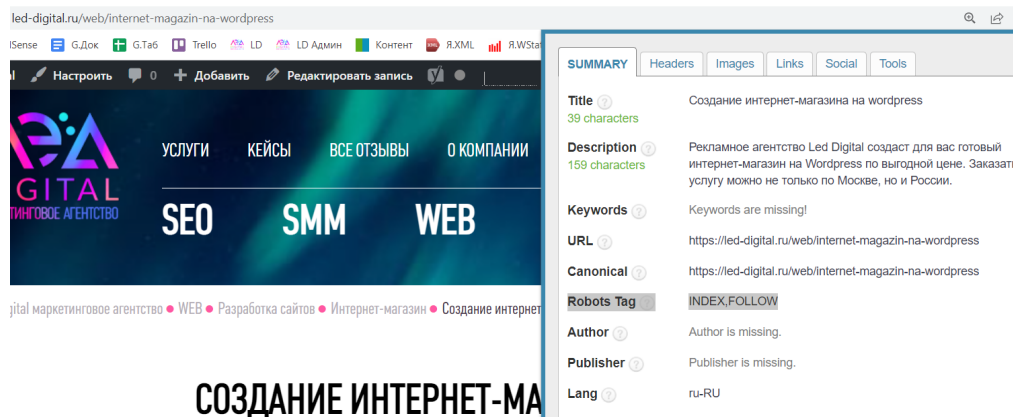 led-digital.ru/web/internet-magazin-na-wordpress
G.Док G.Таб Trello LD LD Админ Контент Я.XML Я.WStat
Настроить 0 Добавить Редактировать запись
SUMMARY Headers Images Links Social Tools
DIGITAL
УСЛУГИ КЕЙСЫ ВСЕ ОТЗЫВЫ О КОМПАНИИ
SEO SMM WEB
маркетинговое агентство WEB Разработка сайтов Интернет-магазин Создание интернет
СОЗДАНИЕ ИНТЕРНЕТ-МА
Title Создание интернет-магазина на wordpress
39 characters
Description Рекламное агентство Led Digital создаст для вас готовый
159 characters интернет-магазин на Wordpress по выгодной цене. Заказать
услугу можно не только по Москве, но и России.
Keywords Keywords are missing!
URL https://led-digital.ru/web/internet-magazin-na-wordpress
Canonical https://led-digital.ru/web/internet-magazin-na-wordpress
Robots Tag INDEX,FOLLOW
Author Author is missing.
Publisher Publisher is missing.
Lang ru-RU